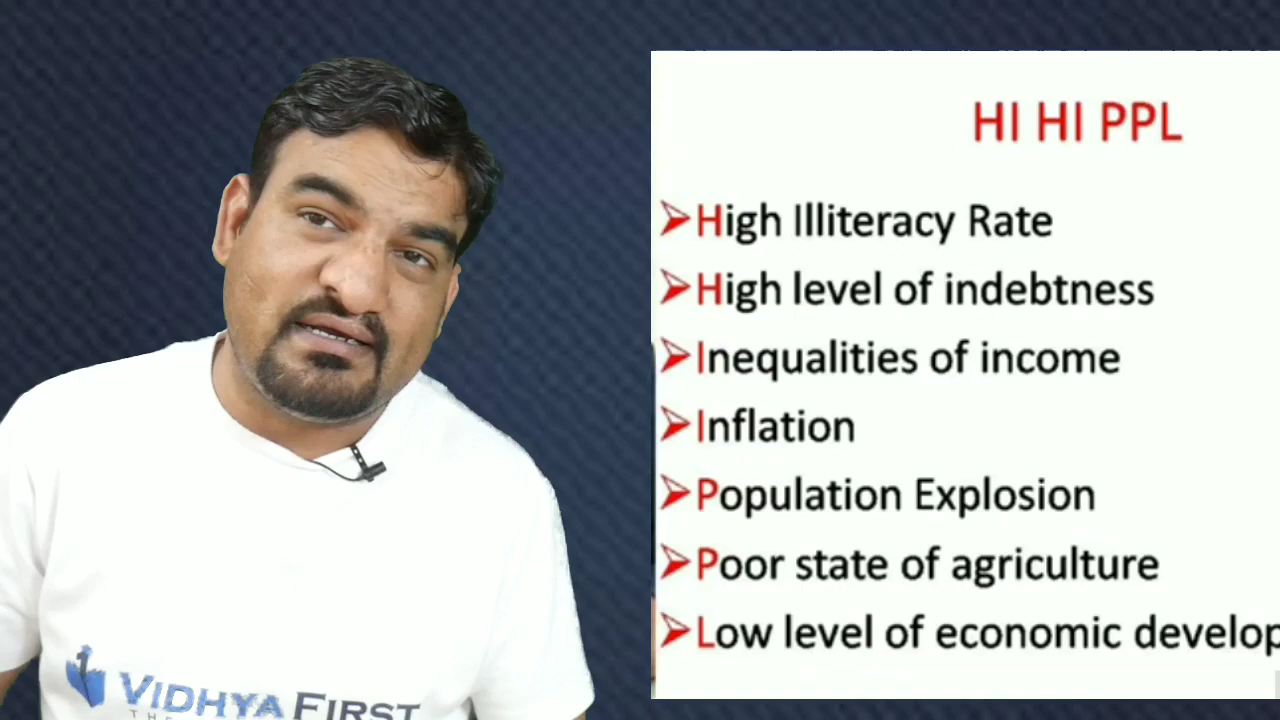 HI HI PPL
High Illiteracy Rate
High level of indebtness
Inequalities of income
Inflation
Population Explosion
Poor state of agriculture
Low level of economic develop
VIDHYA FIRST
THE